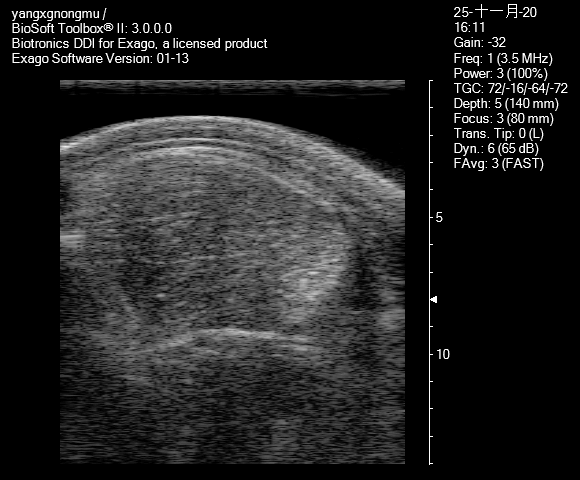 yangxgnongmu /
BioSoft Toolbox® II: 3.0.0.0
Biotronics DDI for Exago, a licensed product
Exago Software Version: 01-13
25-十一月-20
16:11
Gain: -32
Freq: 1 (3.5 MHz)
Power: 3 (100%)
TGC: 72/-16/-64/-72
Depth: 5 (140 mm)
Focus: 3 (80 mm)
Trans. Tip: 0 (L)
Dyn.: 6 (65 dB)
FAvg: 3 (FAST)
5
10